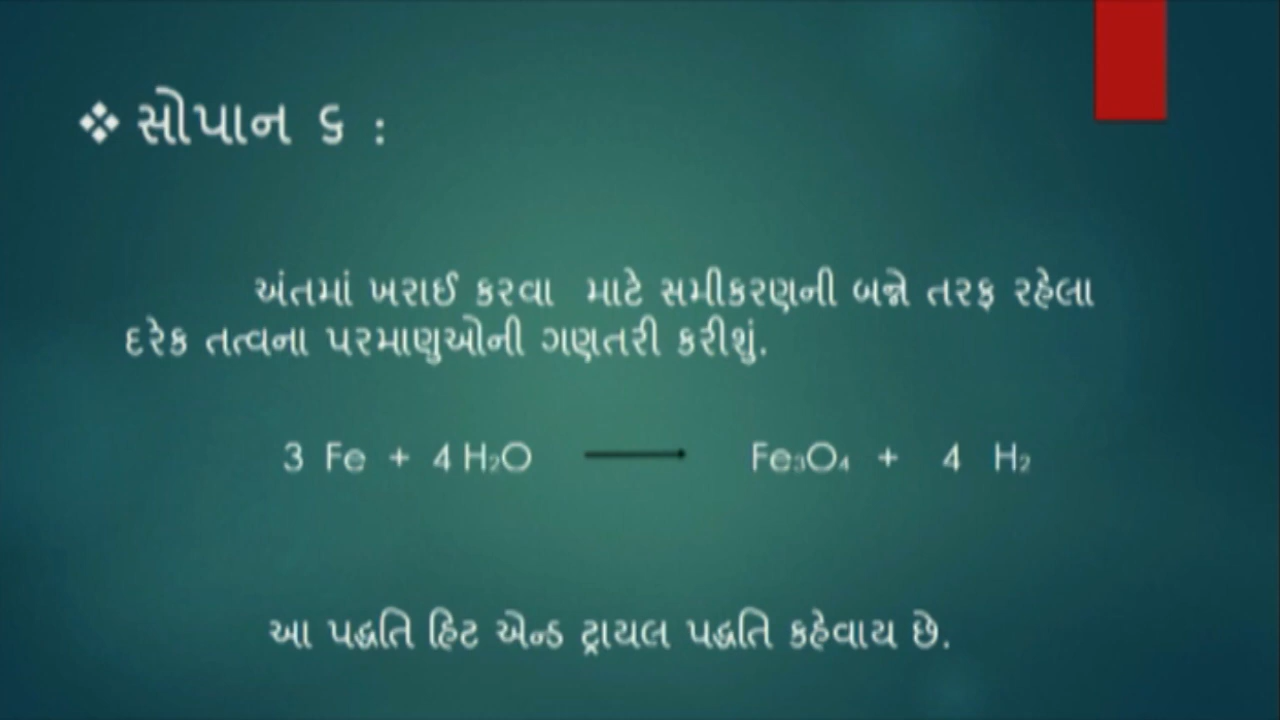 ❖ સોપાન ૬ :
અંતમાં ખરાઈ કરવા માટે સમીકરણની બન્ને તરફ રહેલા
દરેક તત્વના પરમાણુઓની ગણતરી કરીશું.
3 Fe + 4 H₂O ⟶ Fe₃O₄ + 4 H₂
આ પદ્ધતિ હિટ એન્ડ ટ્રાયલ પદ્ધતિ કહેવાય છે.